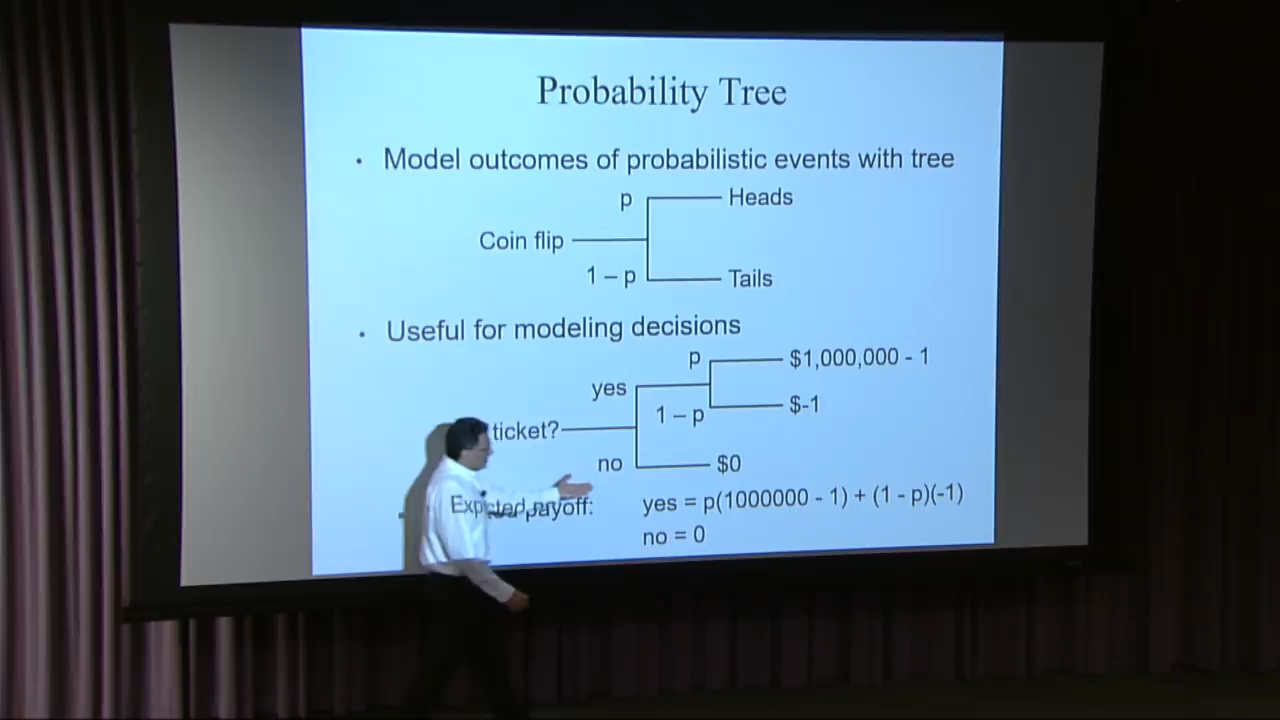 Probability Tree
• Model outcomes of probabilistic events with tree
p
Heads
Coin flip
1 – p
Tails
• Useful for modeling decisions
p
$1,000,000 - 1
yes
1 – p
$-1
ticket?
no
$0
Expected payoff:
yes = p(1000000 - 1) + (1 - p)(-1)
no = 0